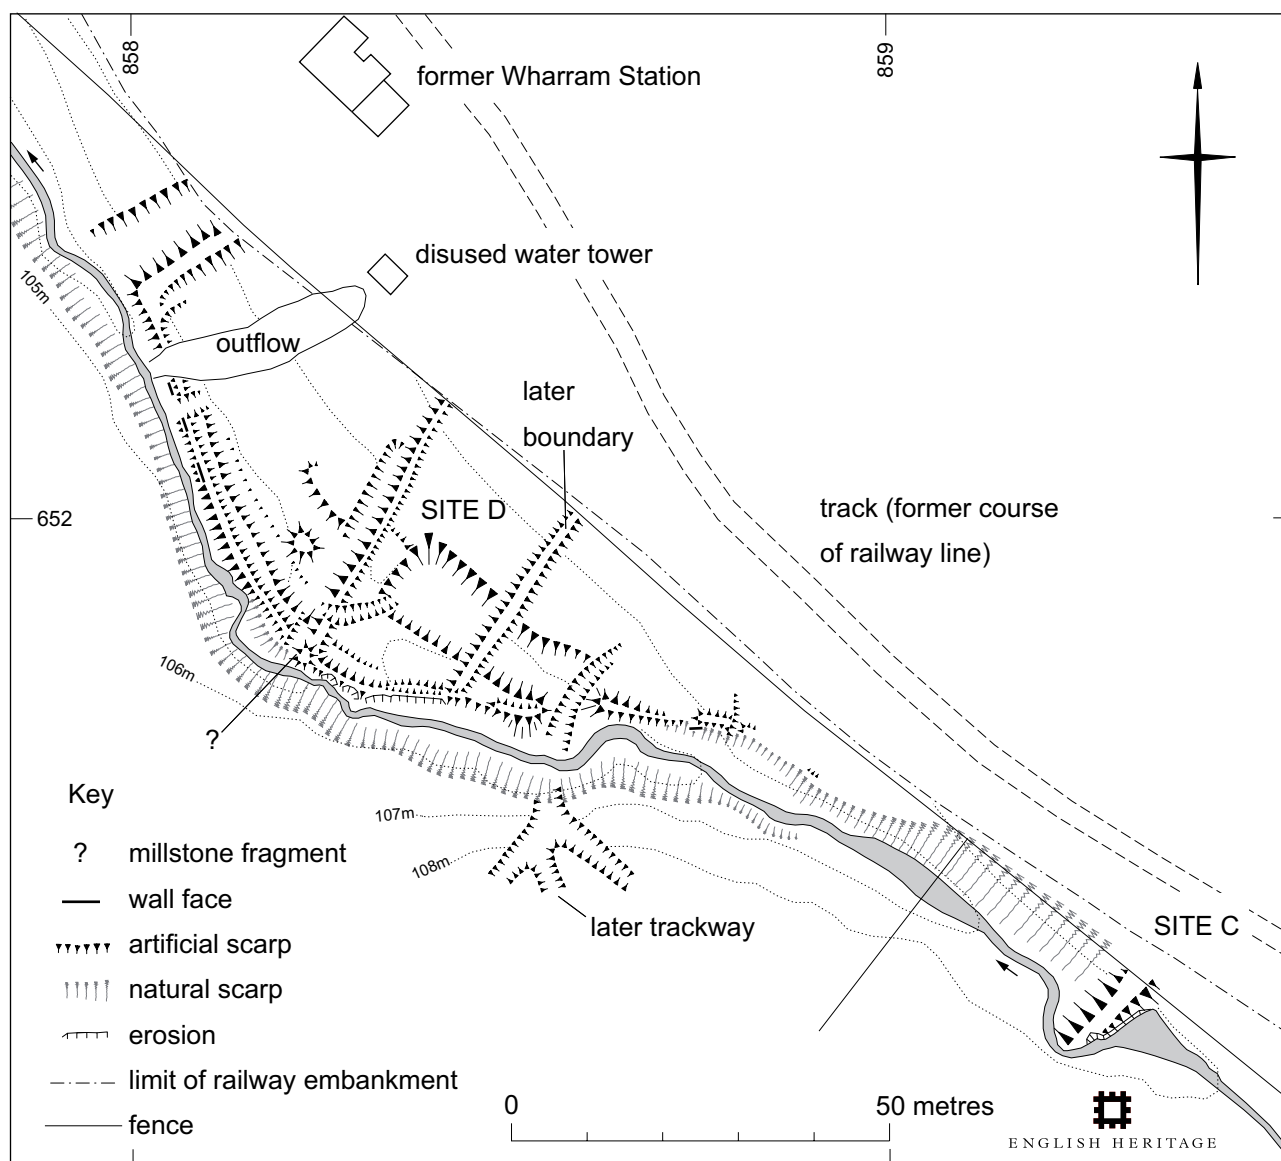 858
859
former Wharram Station
disused water tower
105m
outflow
later
boundary
SITE D
652
track (former course
of railway line)
106m
?
107m
108m
later trackway
SITE C
Key
? millstone fragment
wall face
artificial scarp
natural scarp
erosion
limit of railway embankment
fence
0 50 metres
ENGLISH HERITAGE